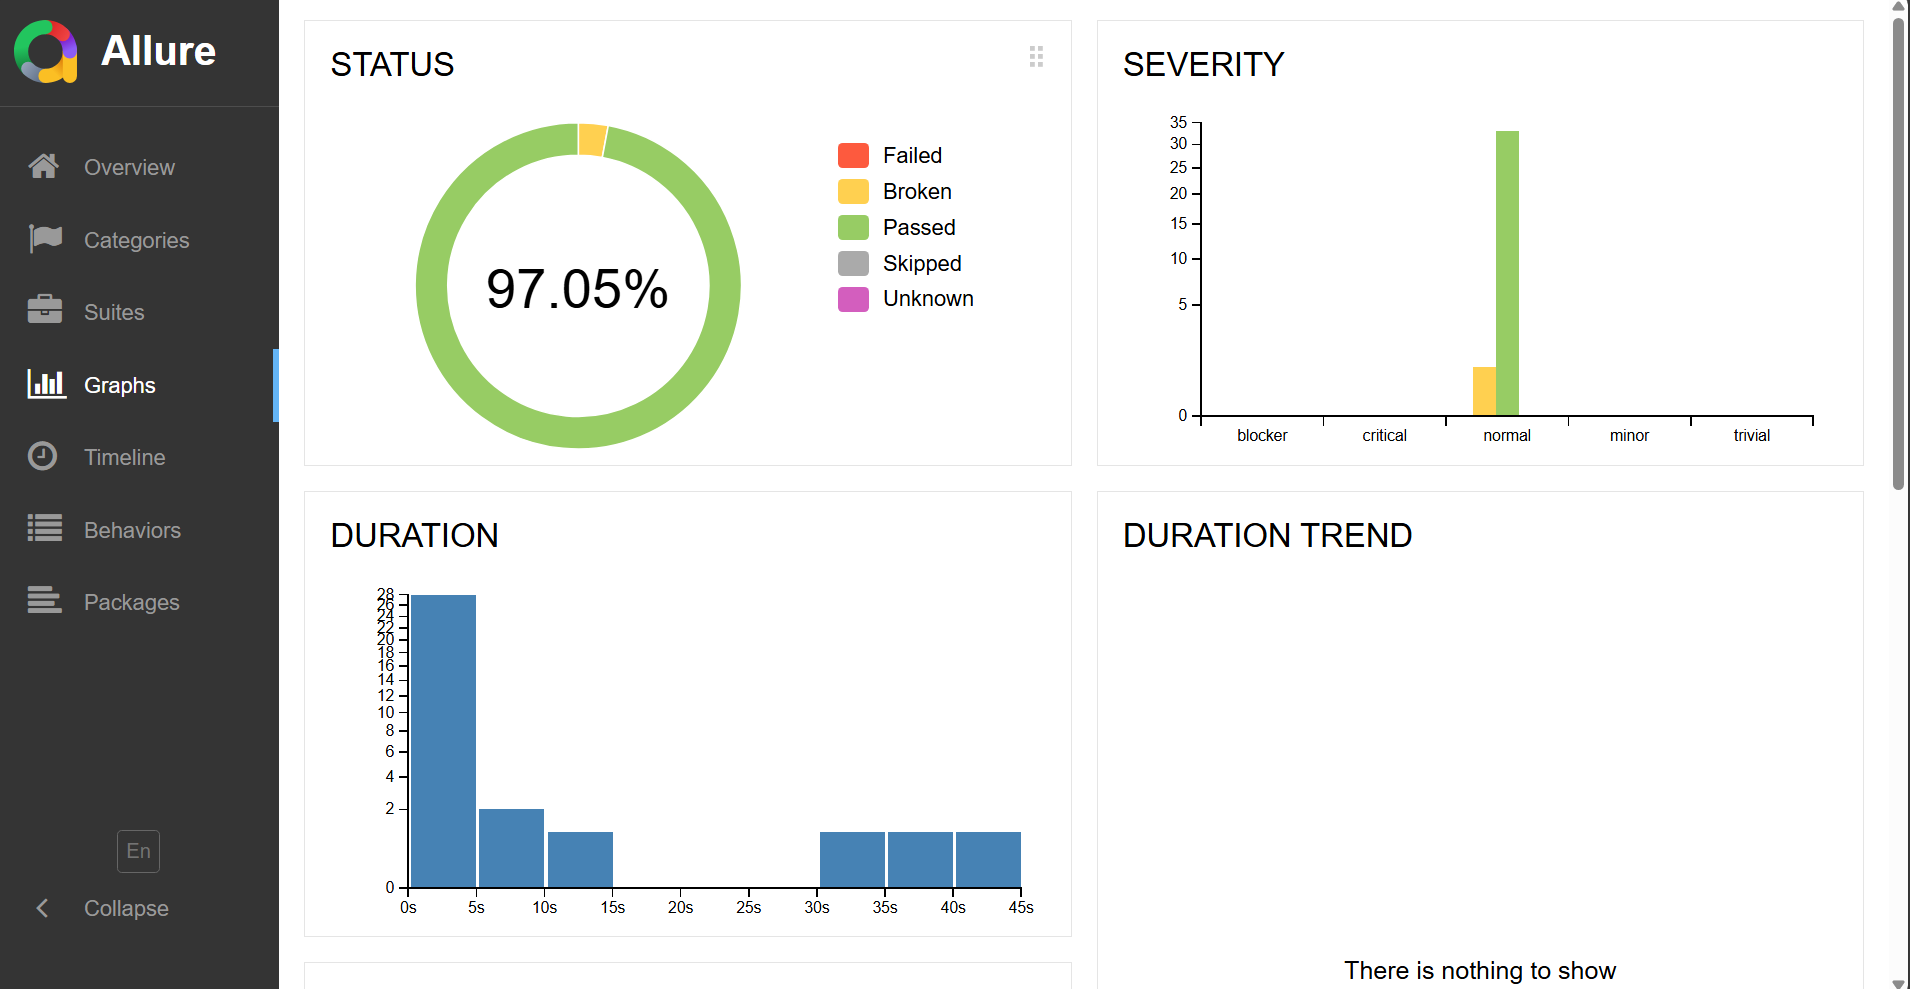 Allure
Overview
Categories
Suites
Graphs
Timeline
Behaviors
Packages
En
Collapse
STATUS
97.05%
Failed
Broken
Passed
Skipped
Unknown
SEVERITY
35
30
25
20
15
10
5
0
blocker critical normal minor trivial
DURATION
28
26
24
22
20
18
16
14
12
10
8
6
4
2
0
0s 5s 10s 15s 20s 25s 30s 35s 40s 45s
DURATION TREND
There is nothing to show